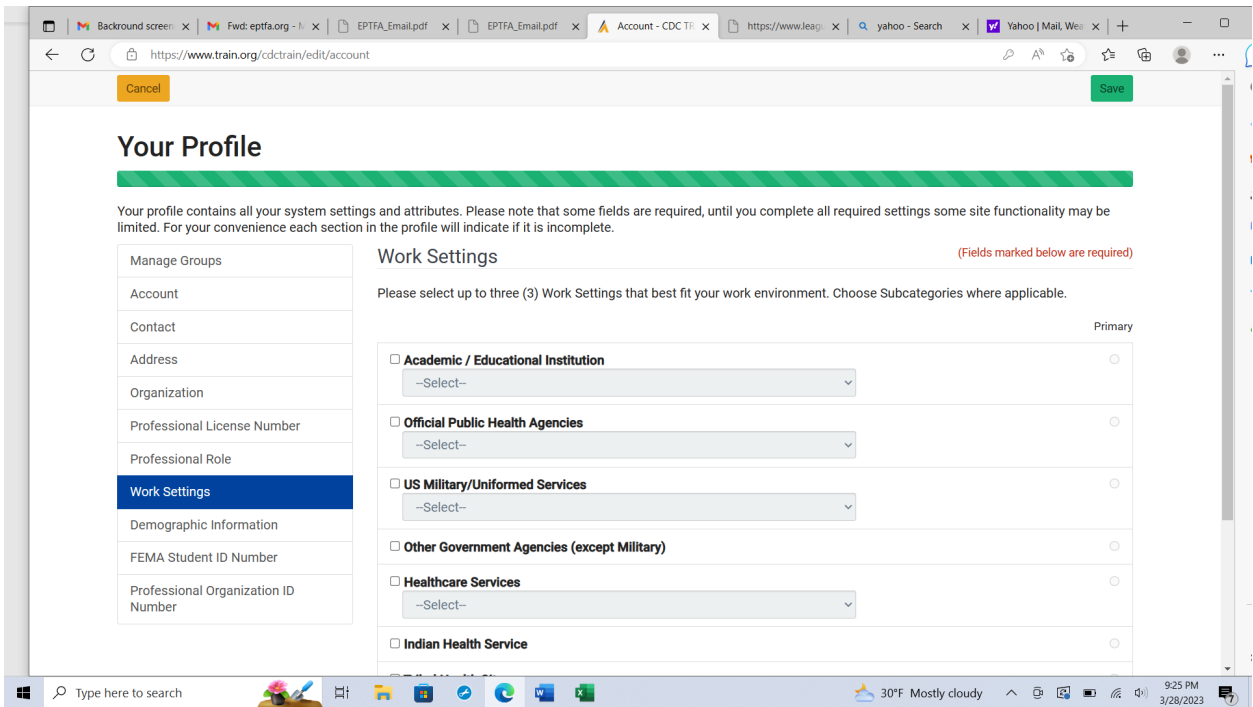 Backround screen
Fwd: eptfa.org - M
EPTFA_Email.pdf
EPTFA_Email.pdf
Account - CDC TR
https://www.leag
yahoo - Search
Yahoo | Mail, Wea
https://www.train.org/cdctrain/edit/account
Cancel
Save
Your Profile
Your profile contains all your system settings and attributes. Please note that some fields are required, until you complete all required settings some site functionality may be
limited. For your convenience each section in the profile will indicate if it is incomplete.
Manage Groups
Account
Contact
Address
Organization
Professional License Number
Professional Role
Work Settings
Demographic Information
FEMA Student ID Number
Professional Organization ID
Number
Work Settings
(Fields marked below are required)
Please select up to three (3) Work Settings that best fit your work environment. Choose Subcategories where applicable.
Primary
Academic / Educational Institution
--Select--
Official Public Health Agencies
--Select--
US Military/Uniformed Services
--Select--
Other Government Agencies (except Military)
Healthcare Services
--Select--
Indian Health Service
Type here to search
30°F Mostly cloudy
9:25 PM
3/28/2023
7